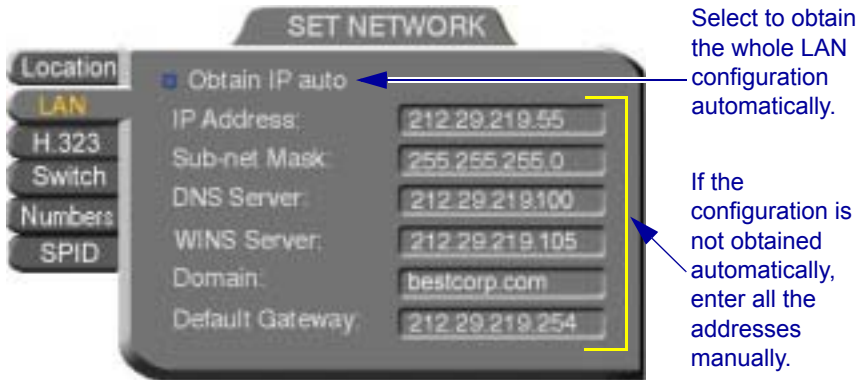 SET NETWORK
Location
LAN
H.323
Switch
Numbers
SPID
Obtain IP auto
IP Address: 212.29.219.55
Sub-net Mask: 255.255.255.0
DNS Server: 212.29.219.100
WINS Server: 212.29.219.105
Domain: bestcorp.com
Default Gateway: 212.29.219.254
Select to obtain
the whole LAN
configuration
automatically.
If the
configuration is
not obtained
automatically,
enter all the
addresses
manually.